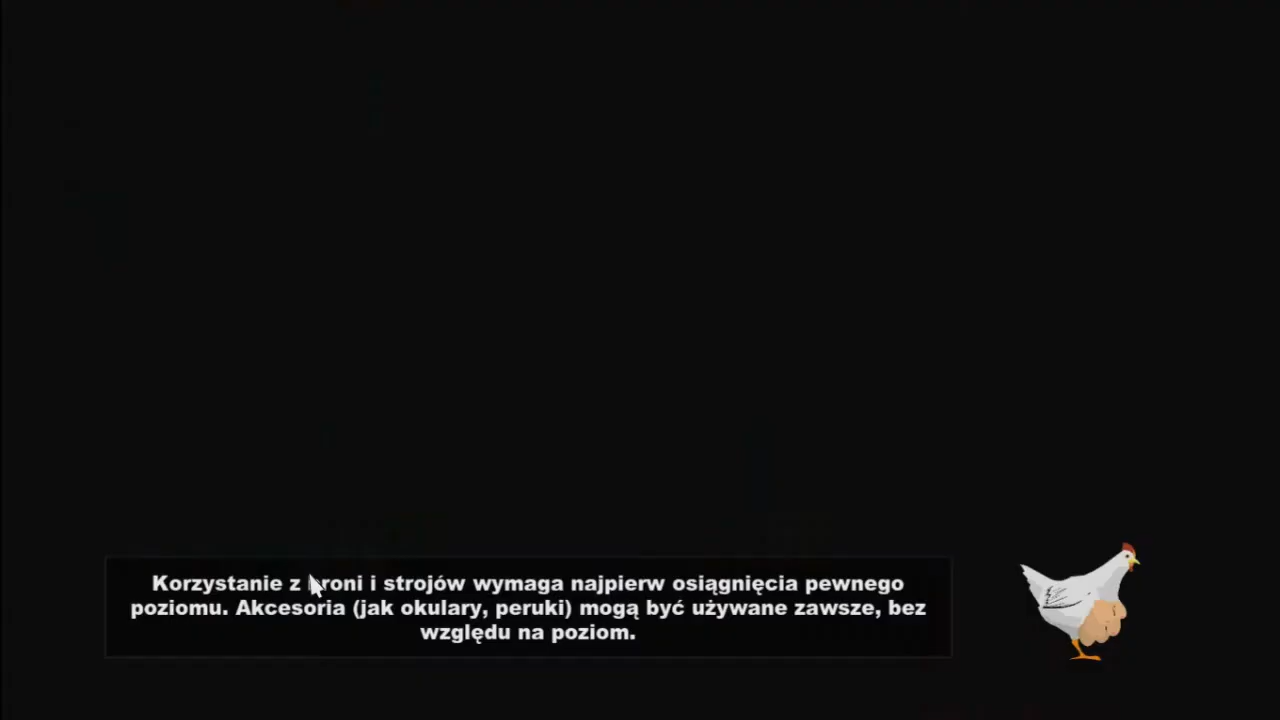 Korzystanie z broni i strojów wymaga najpierw osiągnięcia pewnego
poziomu. Akcesoria (jak okulary, peruki) mogą być używane zawsze, bez
względu na poziom.